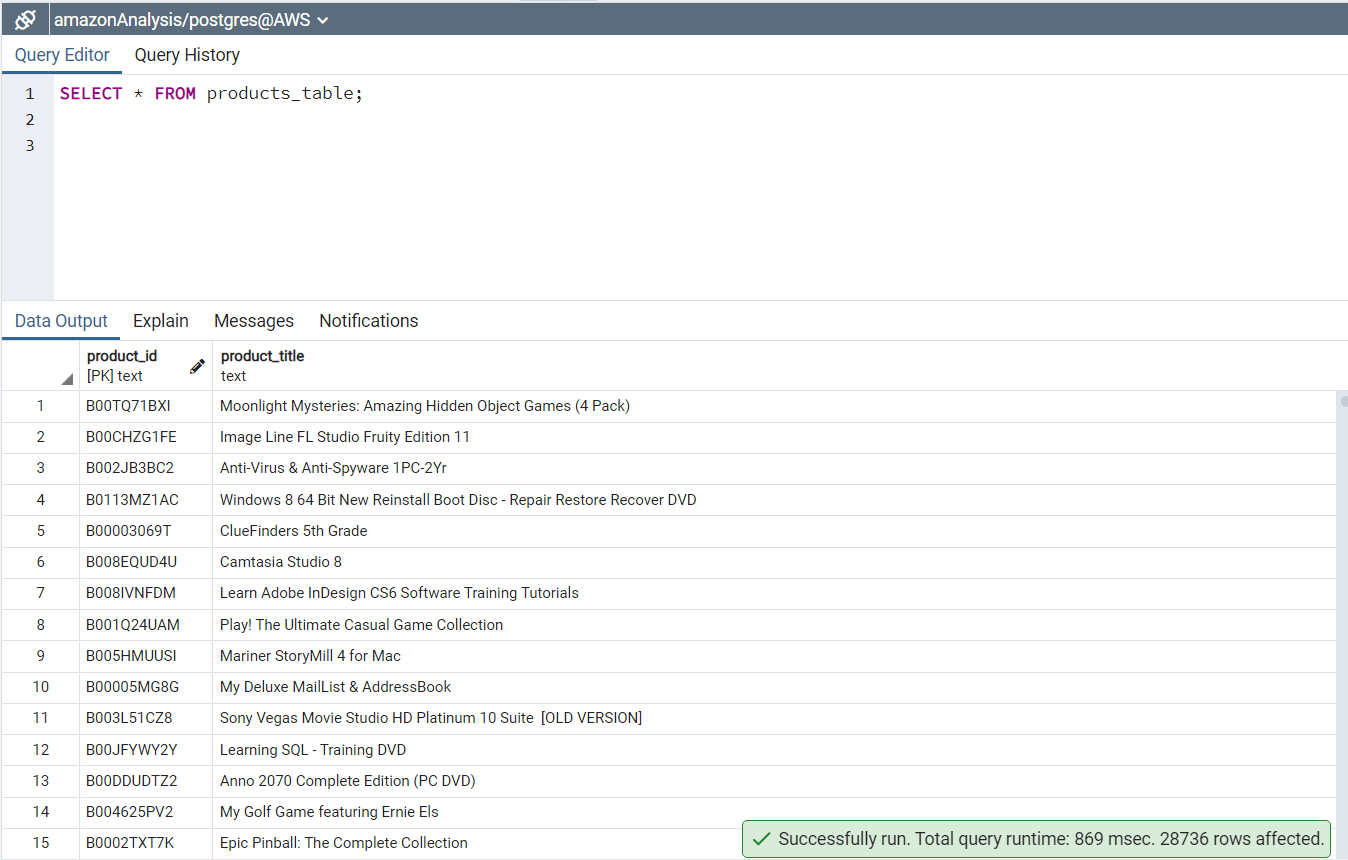 amazonAnalysis/postgres@AWS
Query Editor Query History
1 SELECT * FROM products_table;
2
3
Data Output Explain Messages Notifications
product_id product_title
[PK] text text
1 B00TQ71BXI Moonlight Mysteries: Amazing Hidden Object Games (4 Pack)
2 B00CHZG1FE Image Line FL Studio Fruity Edition 11
3 B002JB3BC2 Anti-Virus & Anti-Spyware 1PC-2Yr
4 B0113MZ1AC Windows 8 64 Bit New Reinstall Boot Disc - Repair Restore Recover DVD
5 B00003069T ClueFinders 5th Grade
6 B008EQUD4U Camtasia Studio 8
7 B008IVNFDM Learn Adobe InDesign CS6 Software Training Tutorials
8 B001Q24UAM Play! The Ultimate Casual Game Collection
9 B005HMUUSI Mariner StoryMill 4 for Mac
10 B00005MG8G My Deluxe MailList & AddressBook
11 B003L51CZ8 Sony Vegas Movie Studio HD Platinum 10 Suite  [OLD VERSION]
12 B00JFYWY2Y Learning SQL - Training DVD
13 B00DDUDTZ2 Anno 2070 Complete Edition (PC DVD)
14 B004625PV2 My Golf Game featuring Ernie Els
15 B0002TXT7K Epic Pinball: The Complete Collection
Successfully run. Total query runtime: 869 msec. 28736 rows affected.